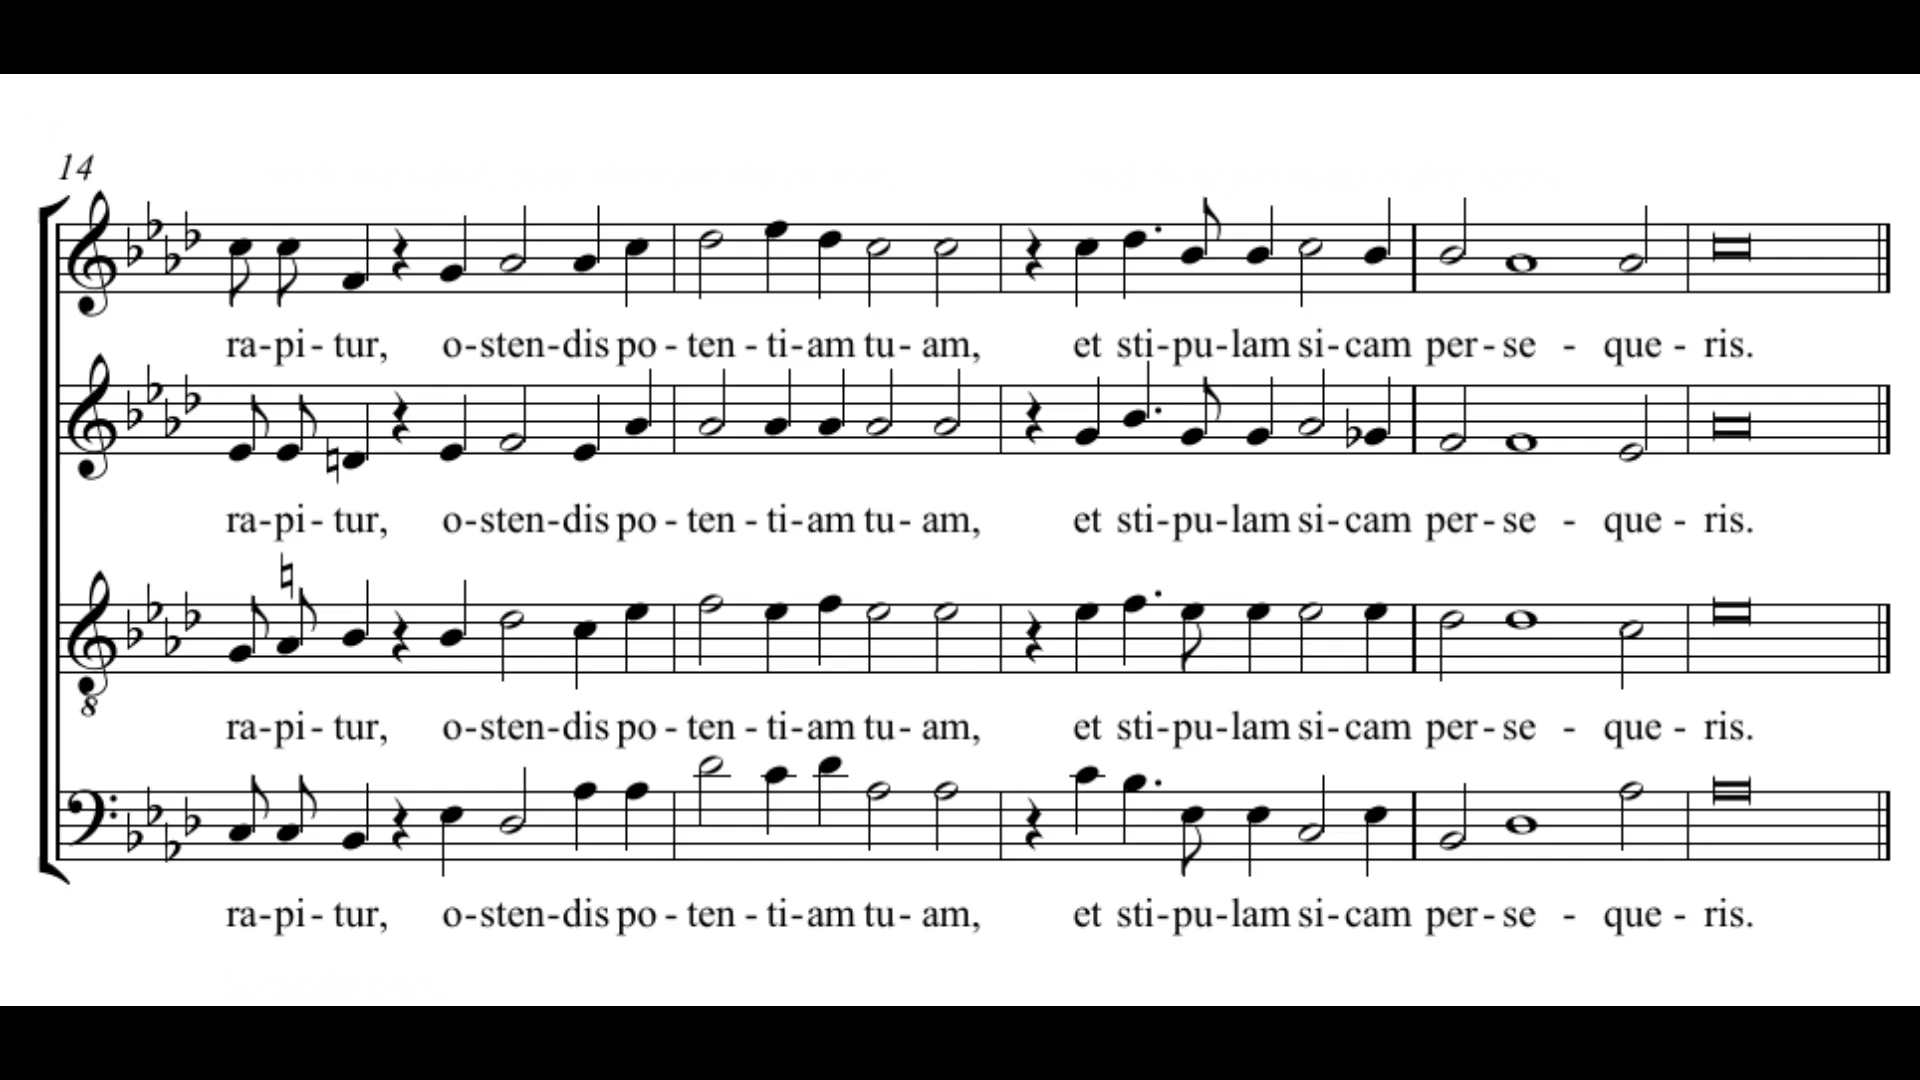 14
ra-pi- tur, o-sten-dis po - ten - ti-am tu- am, et sti-pu-lam si-cam per-se - que - ris.
ra-pi- tur, o-sten-dis po - ten - ti-am tu- am, et sti-pu-lam si-cam per-se - que - ris.
8
ra-pi- tur, o-sten-dis po - ten - ti-am tu- am, et sti-pu-lam si-cam per-se - que - ris.
ra-pi- tur, o-sten-dis po - ten - ti-am tu- am, et sti-pu-lam si-cam per-se - que - ris.